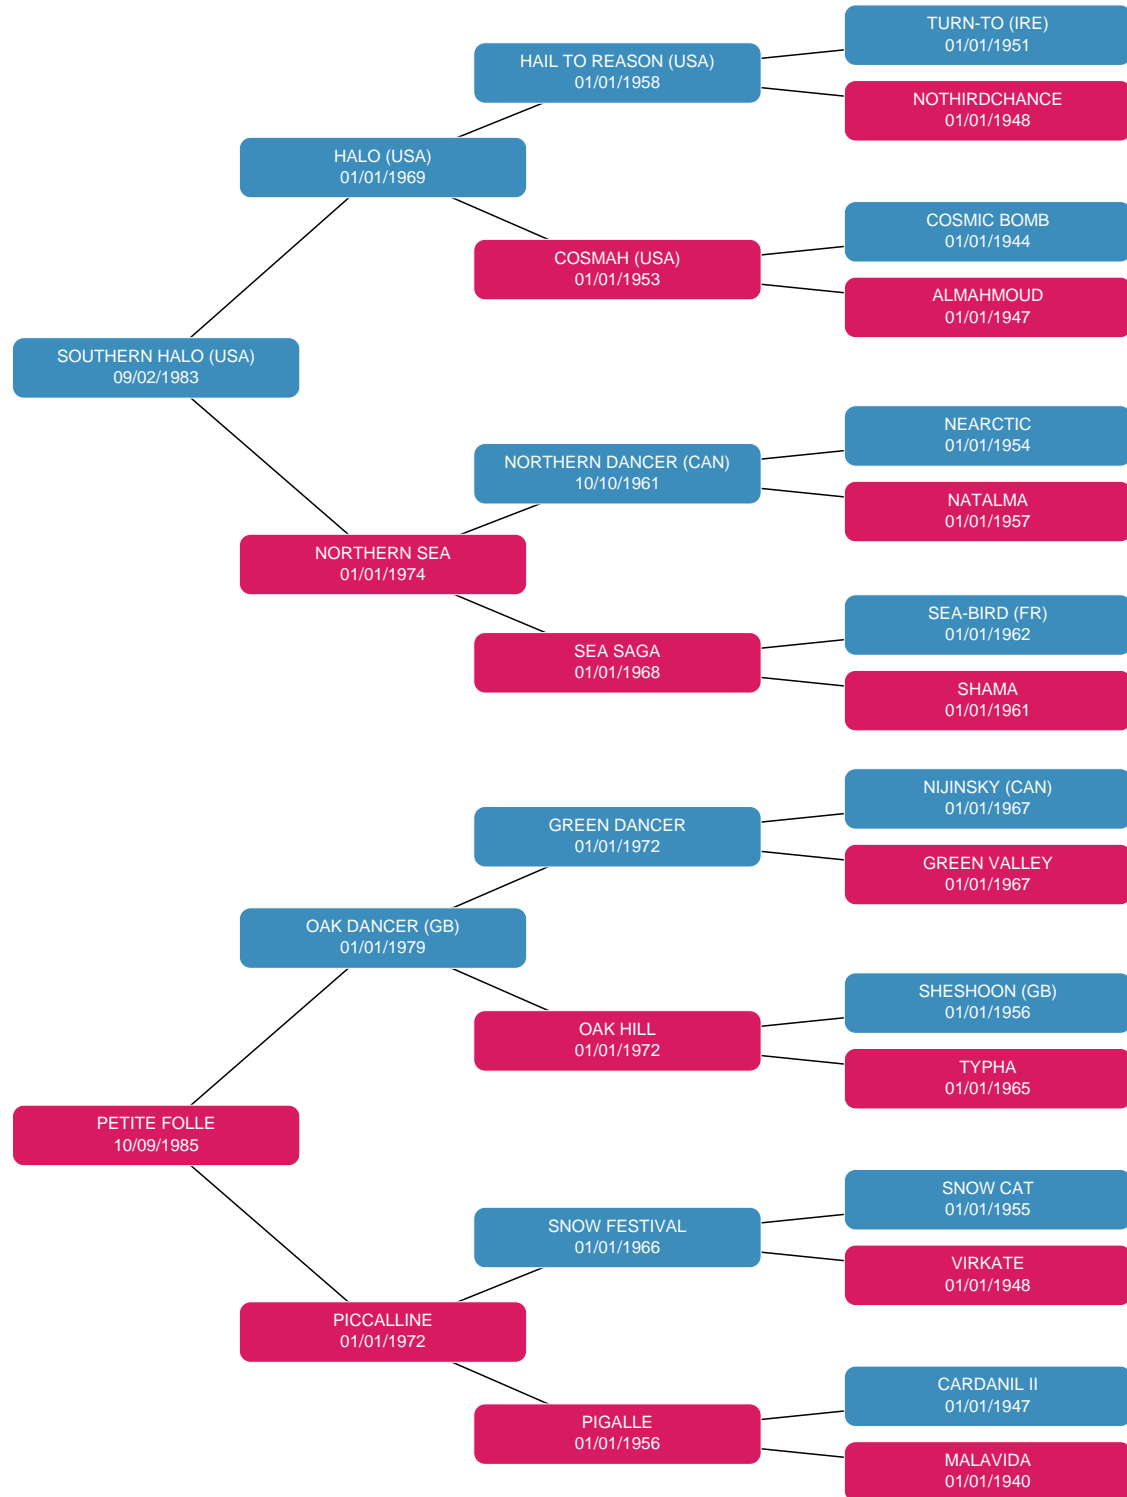 TURN-TO (IRE)
01/01/1951
HAIL TO REASON (USA)
01/01/1958
NOTHIRDCHANCE
01/01/1948
HALO (USA)
01/01/1969
COSMIC BOMB
01/01/1944
COSMAH (USA)
01/01/1953
ALMAHMOUD
01/01/1947
SOUTHERN HALO (USA)
09/02/1983
NEARCTIC
01/01/1954
NORTHERN DANCER (CAN)
10/10/1961
NATALMA
01/01/1957
NORTHERN SEA
01/01/1974
SEA-BIRD (FR)
01/01/1962
SEA SAGA
01/01/1968
SHAMA
01/01/1961
NIJINSKY (CAN)
01/01/1967
GREEN DANCER
01/01/1972
GREEN VALLEY
01/01/1967
OAK DANCER (GB)
01/01/1979
SHESHOON (GB)
01/01/1956
OAK HILL
01/01/1972
TYPHA
01/01/1965
PETITE FOLLE
10/09/1985
SNOW CAT
01/01/1955
SNOW FESTIVAL
01/01/1966
VIRKATE
01/01/1948
PICCALLINE
01/01/1972
CARDANIL II
01/01/1947
PIGALLE
01/01/1956
MALAVIDA
01/01/1940